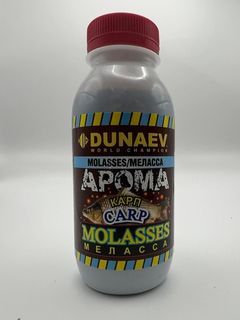 DUNAEV
WORLD CHAMPION
MOLASSES/МЕЛАССА
АРОМА
КАРП
CARP
MOLASSES
МЕЛАССА